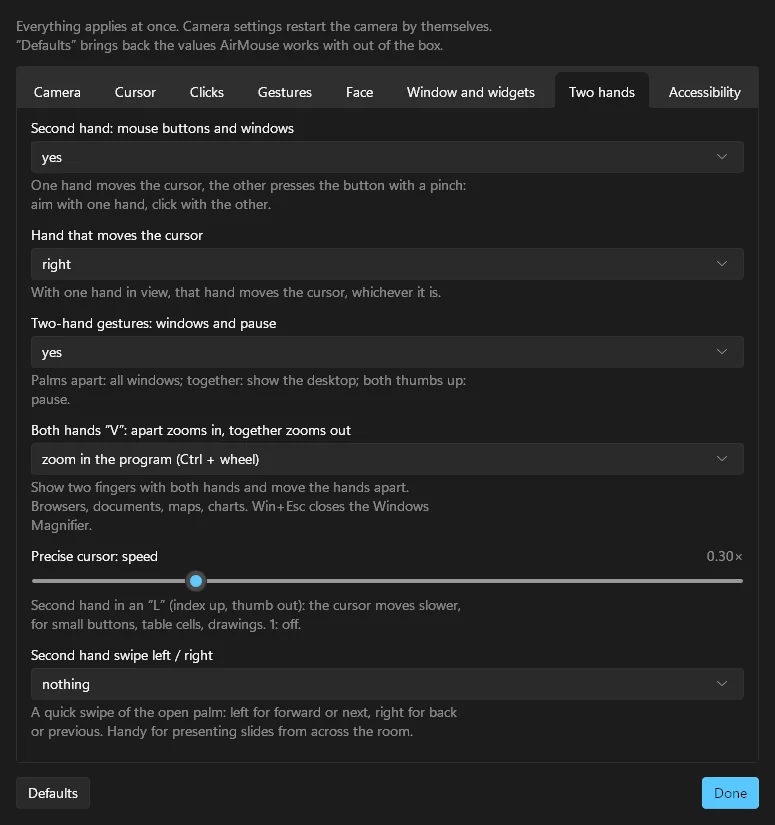 Everything applies at once. Camera settings restart the camera by themselves.
“Defaults” brings back the values AirMouse works with out of the box.
Camera Cursor Clicks Gestures Face Window and widgets Two hands Accessibility
Second hand: mouse buttons and windows
yes
One hand moves the cursor, the other presses the button with a pinch:
aim with one hand, click with the other.
Hand that moves the cursor
right
With one hand in view, that hand moves the cursor, whichever it is.
Two-hand gestures: windows and pause
yes
Palms apart: all windows; together: show the desktop; both thumbs up:
pause.
Both hands “V”: apart zooms in, together zooms out
zoom in the program (Ctrl + wheel)
Show two fingers with both hands and move the hands apart.
Browsers, documents, maps, charts. Win+Esc closes the Windows
Magnifier.
Precise cursor: speed 0.30×
Second hand in an “L” (index up, thumb out): the cursor moves slower,
for small buttons, table cells, drawings. 1: off.
Second hand swipe left / right
nothing
A quick swipe of the open palm: left for forward or next, right for back
or previous. Handy for presenting slides from across the room.
Defaults Done